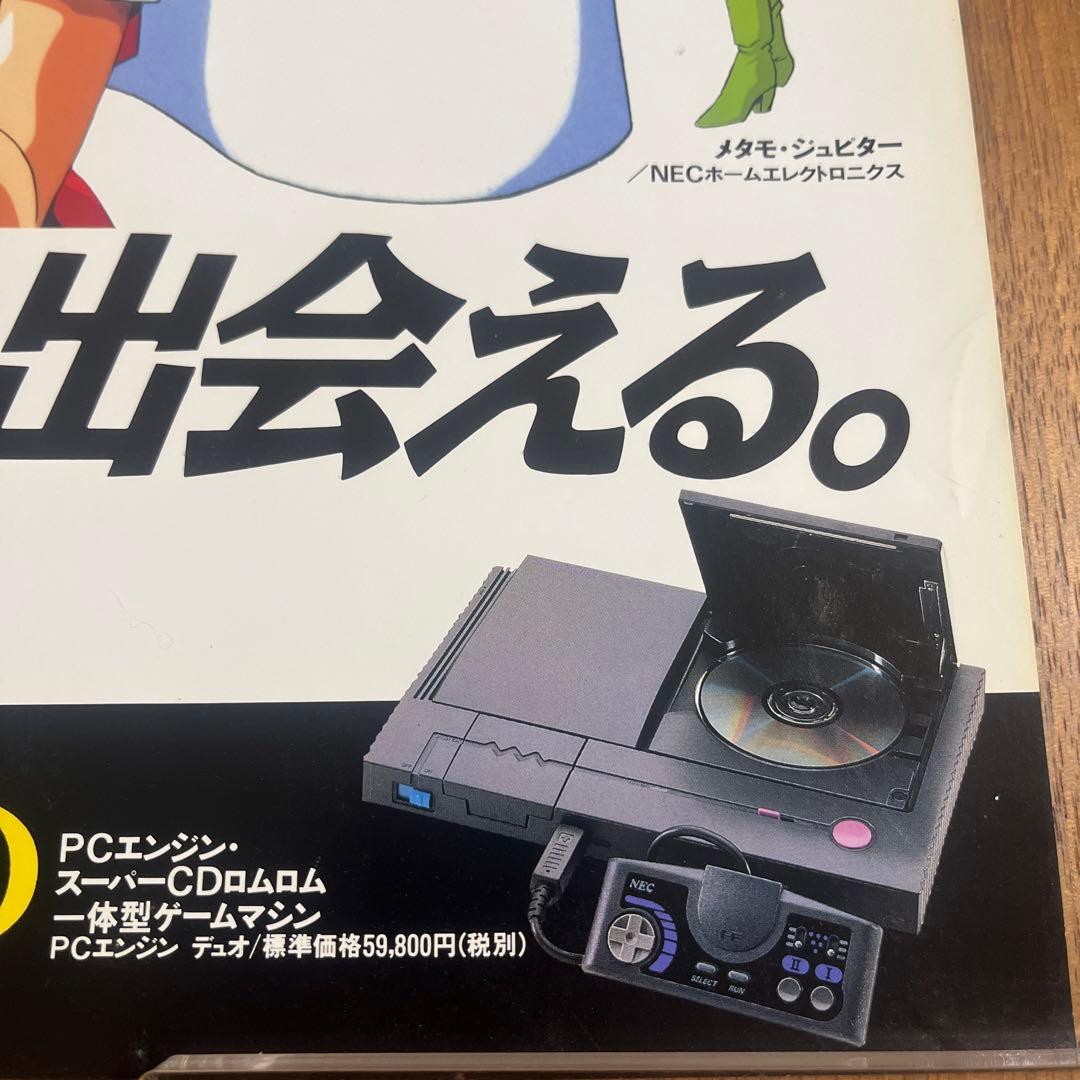 メタモ・ジュピター
／NECホームエレクトロニクス
出会える。
PCエンジン・
スーパーCDロムロム
一体型ゲームマシン
PCエンジン デュオ/標準価格59,800円(税別)
NEC
II I
SELECT RUN